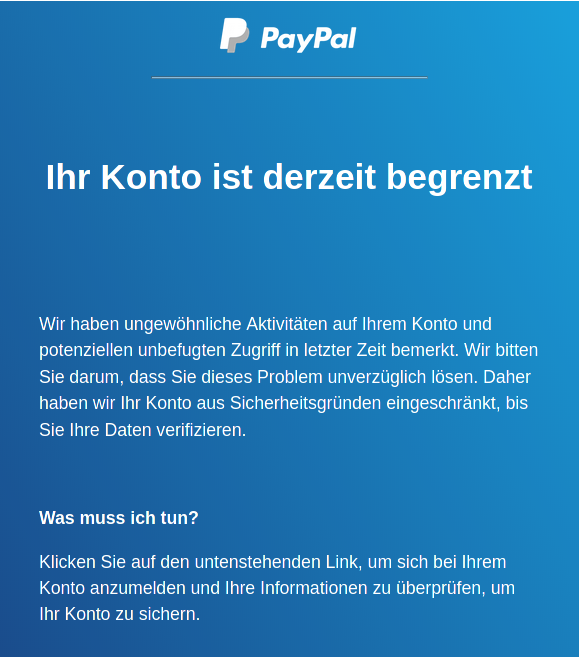 PayPal
Ihr Konto ist derzeit begrenzt
Wir haben ungewöhnliche Aktivitäten auf Ihrem Konto und
potenziellen unbefugten Zugriff in letzter Zeit bemerkt. Wir bitten
Sie darum, dass Sie dieses Problem unverzüglich lösen. Daher
haben wir Ihr Konto aus Sicherheitsgründen eingeschränkt, bis
Sie Ihre Daten verifizieren.
Was muss ich tun?
Klicken Sie auf den untenstehenden Link, um sich bei Ihrem
Konto anzumelden und Ihre Informationen zu überprüfen, um
Ihr Konto zu sichern.